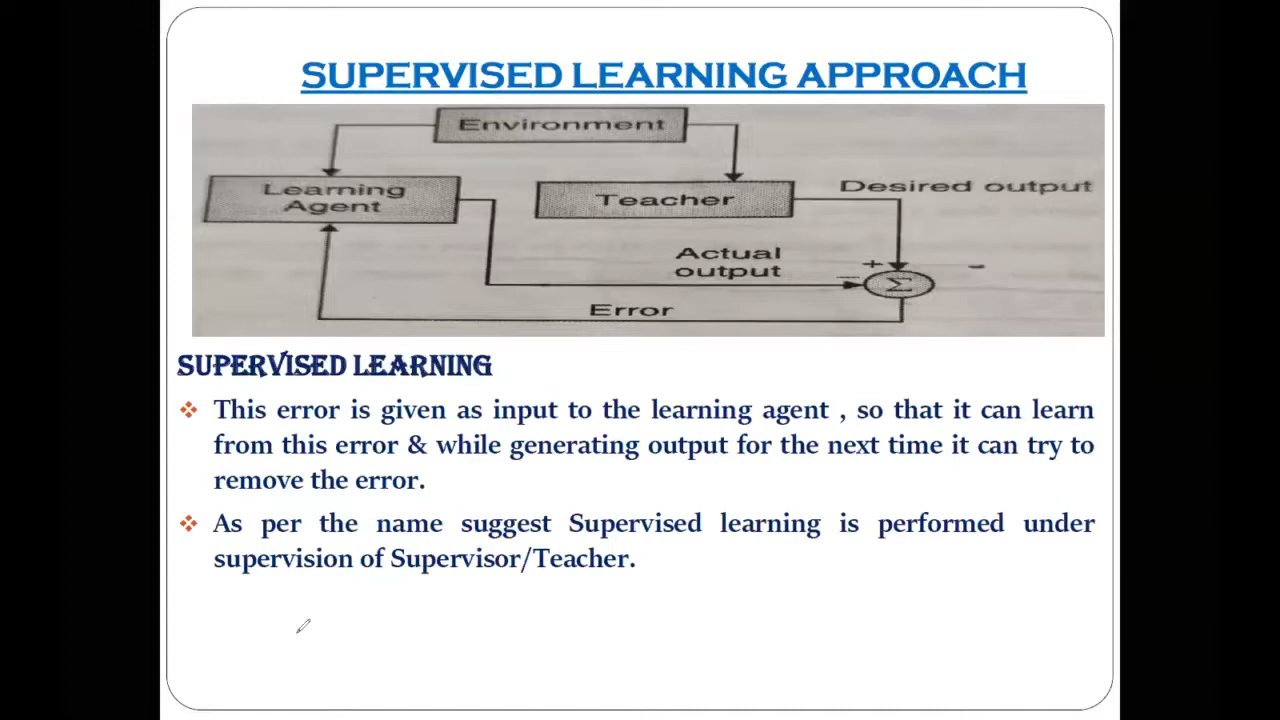 SUPERVISED LEARNING APPROACH
Environment
Learning
Agent
Teacher
Desired output
Actual
output
+
−
Σ
Error
SUPERVISED LEARNING
This error is given as input to the learning agent , so that it can learn
from this error & while generating output for the next time it can try to
remove the error.
As per the name suggest Supervised learning is performed under
supervision of Supervisor/Teacher.